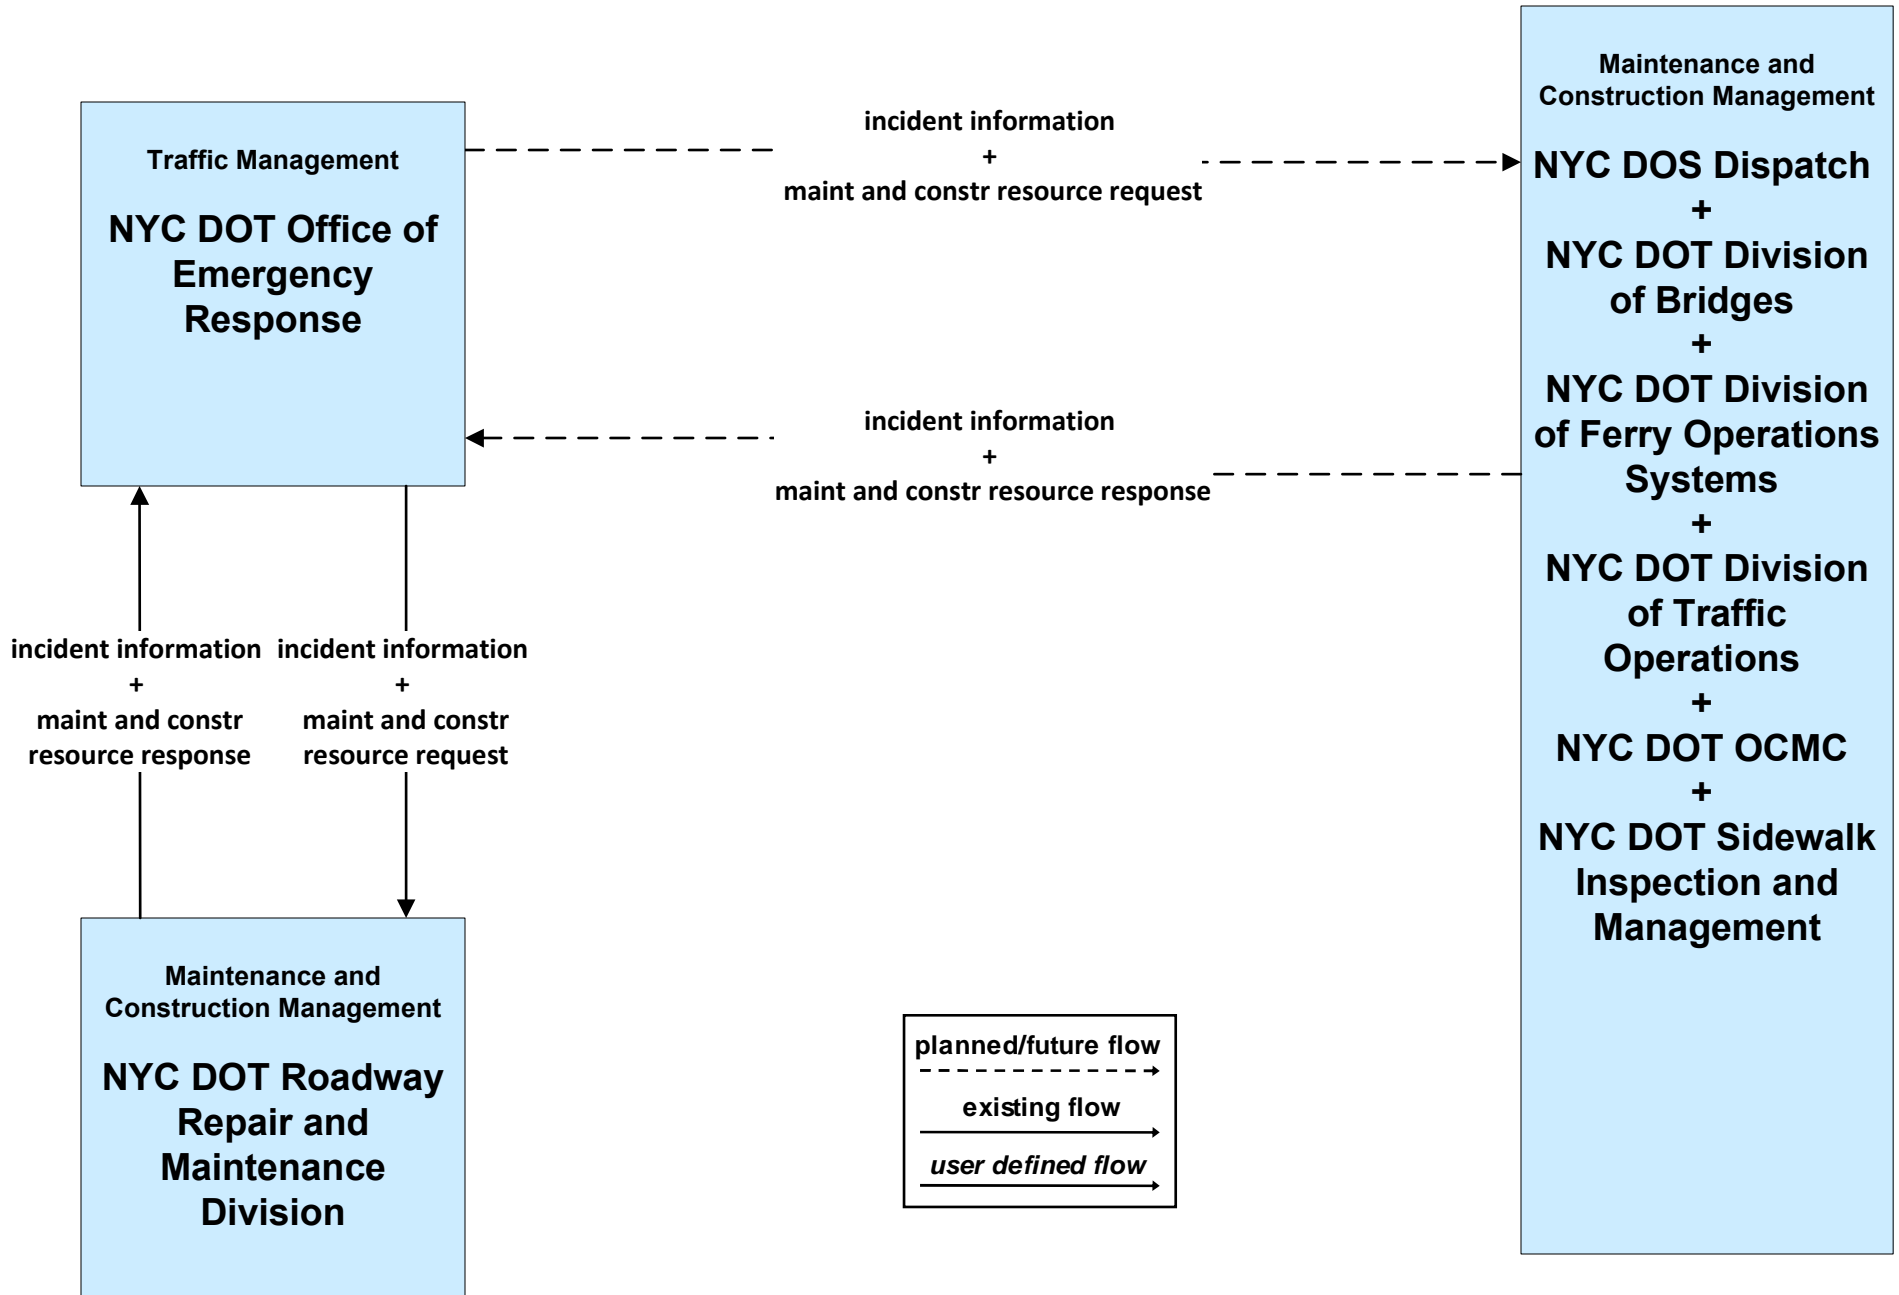 Traffic Management
NYC DOT Office of
Emergency
Response
incident information
+
maint and constr resource request
incident information
+
maint and constr resource response
Maintenance and
Construction Management
NYC DOS Dispatch
+
NYC DOT Division
of Bridges
+
NYC DOT Division
of Ferry Operations
Systems
+
NYC DOT Division
of Traffic
Operations
+
NYC DOT OCMC
+
NYC DOT Sidewalk
Inspection and
Management
incident information
+
maint and constr
resource response
incident information
+
maint and constr
resource request
Maintenance and
Construction Management
NYC DOT Roadway
Repair and
Maintenance
Division
planned/future flow
existing flow
user defined flow